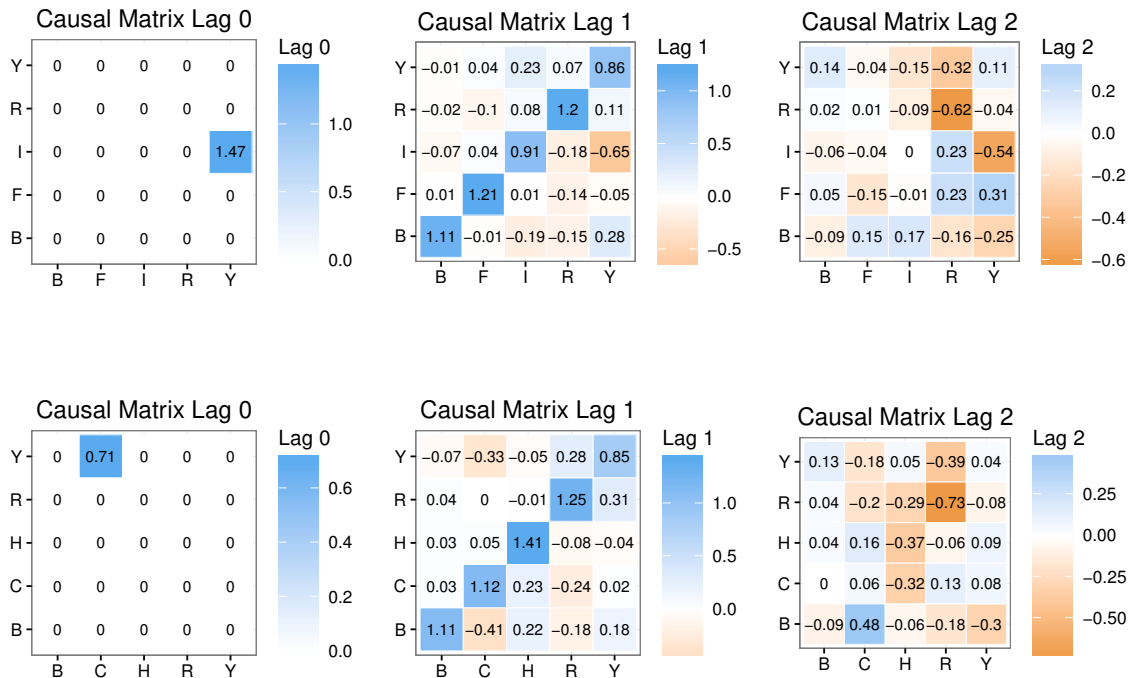 Causal Matrix Lag 0
Lag 0
Y 0 0 0 0 0
R 0 0 0 0 0
I 0 0 0 0 1.47
F 0 0 0 0 0
B 0 0 0 0 0
B F I R Y
1.0
0.5
0.0
Causal Matrix Lag 1
Lag 1
Y −0.01 0.04 0.23 0.07 0.86
R −0.02 −0.1 0.08 1.2 0.11
I −0.07 0.04 0.91 −0.18 −0.65
F 0.01 1.21 0.01 −0.14 −0.05
B 1.11 −0.01 −0.19 −0.15 0.28
B F I R Y
1.0
0.5
0.0
−0.5
Causal Matrix Lag 2
Lag 2
Y 0.14 −0.04 −0.15 −0.32 0.11
R 0.02 0.01 −0.09 −0.62 −0.04
I −0.06 −0.04 0 0.23 −0.54
F 0.05 −0.15 −0.01 0.23 0.31
B −0.09 0.15 0.17 −0.16 −0.25
B F I R Y
0.2
0.0
−0.2
−0.4
−0.6
Causal Matrix Lag 0
Lag 0
Y 0 0.71 0 0 0
R 0 0 0 0 0
H 0 0 0 0 0
C 0 0 0 0 0
B 0 0 0 0 0
B C H R Y
0.6
0.4
0.2
0.0
Causal Matrix Lag 1
Lag 1
Y −0.07 −0.33 −0.05 0.28 0.85
R 0.04 0 −0.01 1.25 0.31
H 0.03 0.05 1.41 −0.08 −0.04
C 0.03 1.12 0.23 −0.24 0.02
B 1.11 −0.41 0.22 −0.18 0.18
B C H R Y
1.0
0.5
0.0
Causal Matrix Lag 2
Lag 2
Y 0.13 −0.18 0.05 −0.39 0.04
R 0.04 −0.2 −0.29 −0.73 −0.08
H 0.04 0.16 −0.37 −0.06 0.09
C 0 0.06 −0.32 0.13 0.08
B −0.09 0.48 −0.06 −0.18 −0.3
B C H R Y
0.25
0.00
−0.25
−0.50